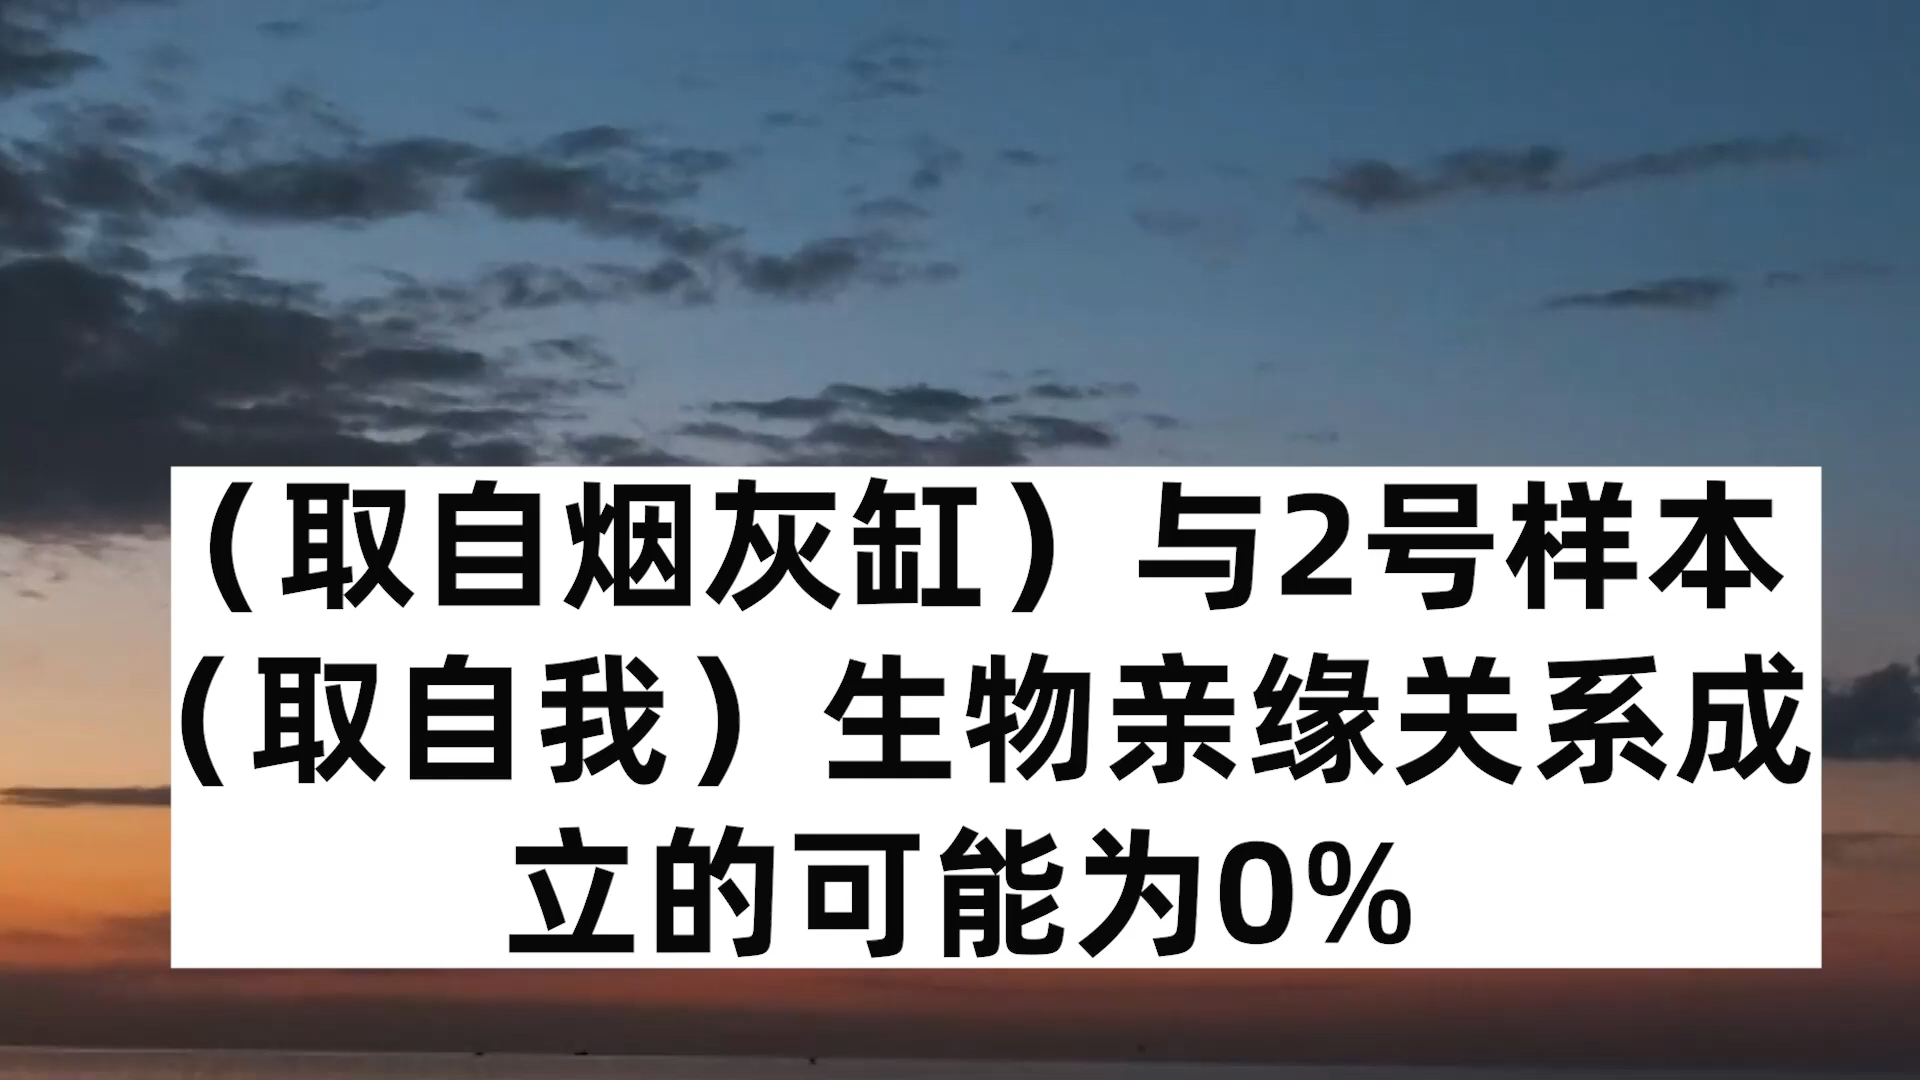 （取自烟灰缸）与2号样本
（取自我）生物亲缘关系成
立的可能为0%